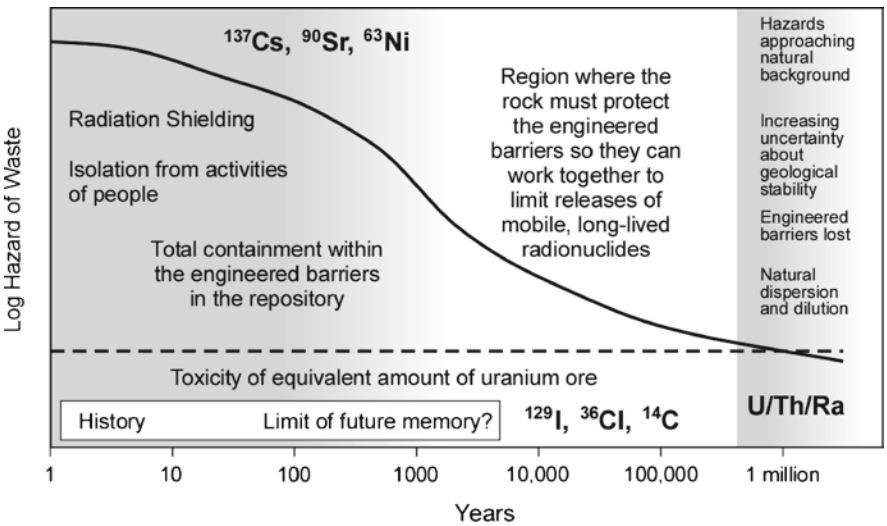 Log Hazard of Waste
¹³⁷Cs, ⁹⁰Sr, ⁶³Ni
Radiation Shielding
Isolation from activities
of people
Total containment within
the engineered barriers
in the repository
Region where the
rock must protect
the engineered
barriers so they can
work together to
limit releases of
mobile, long-lived
radionuclides
Hazards
approaching
natural
background
Increasing
uncertainty
about
geological
stability
Engineered
barriers lost
Natural
dispersion
and dilution
Toxicity of equivalent amount of uranium ore
History Limit of future memory?
¹²⁹I, ³⁶Cl, ¹⁴C
U/Th/Ra
1 10 100 1000 10,000 100,000 1 million
Years